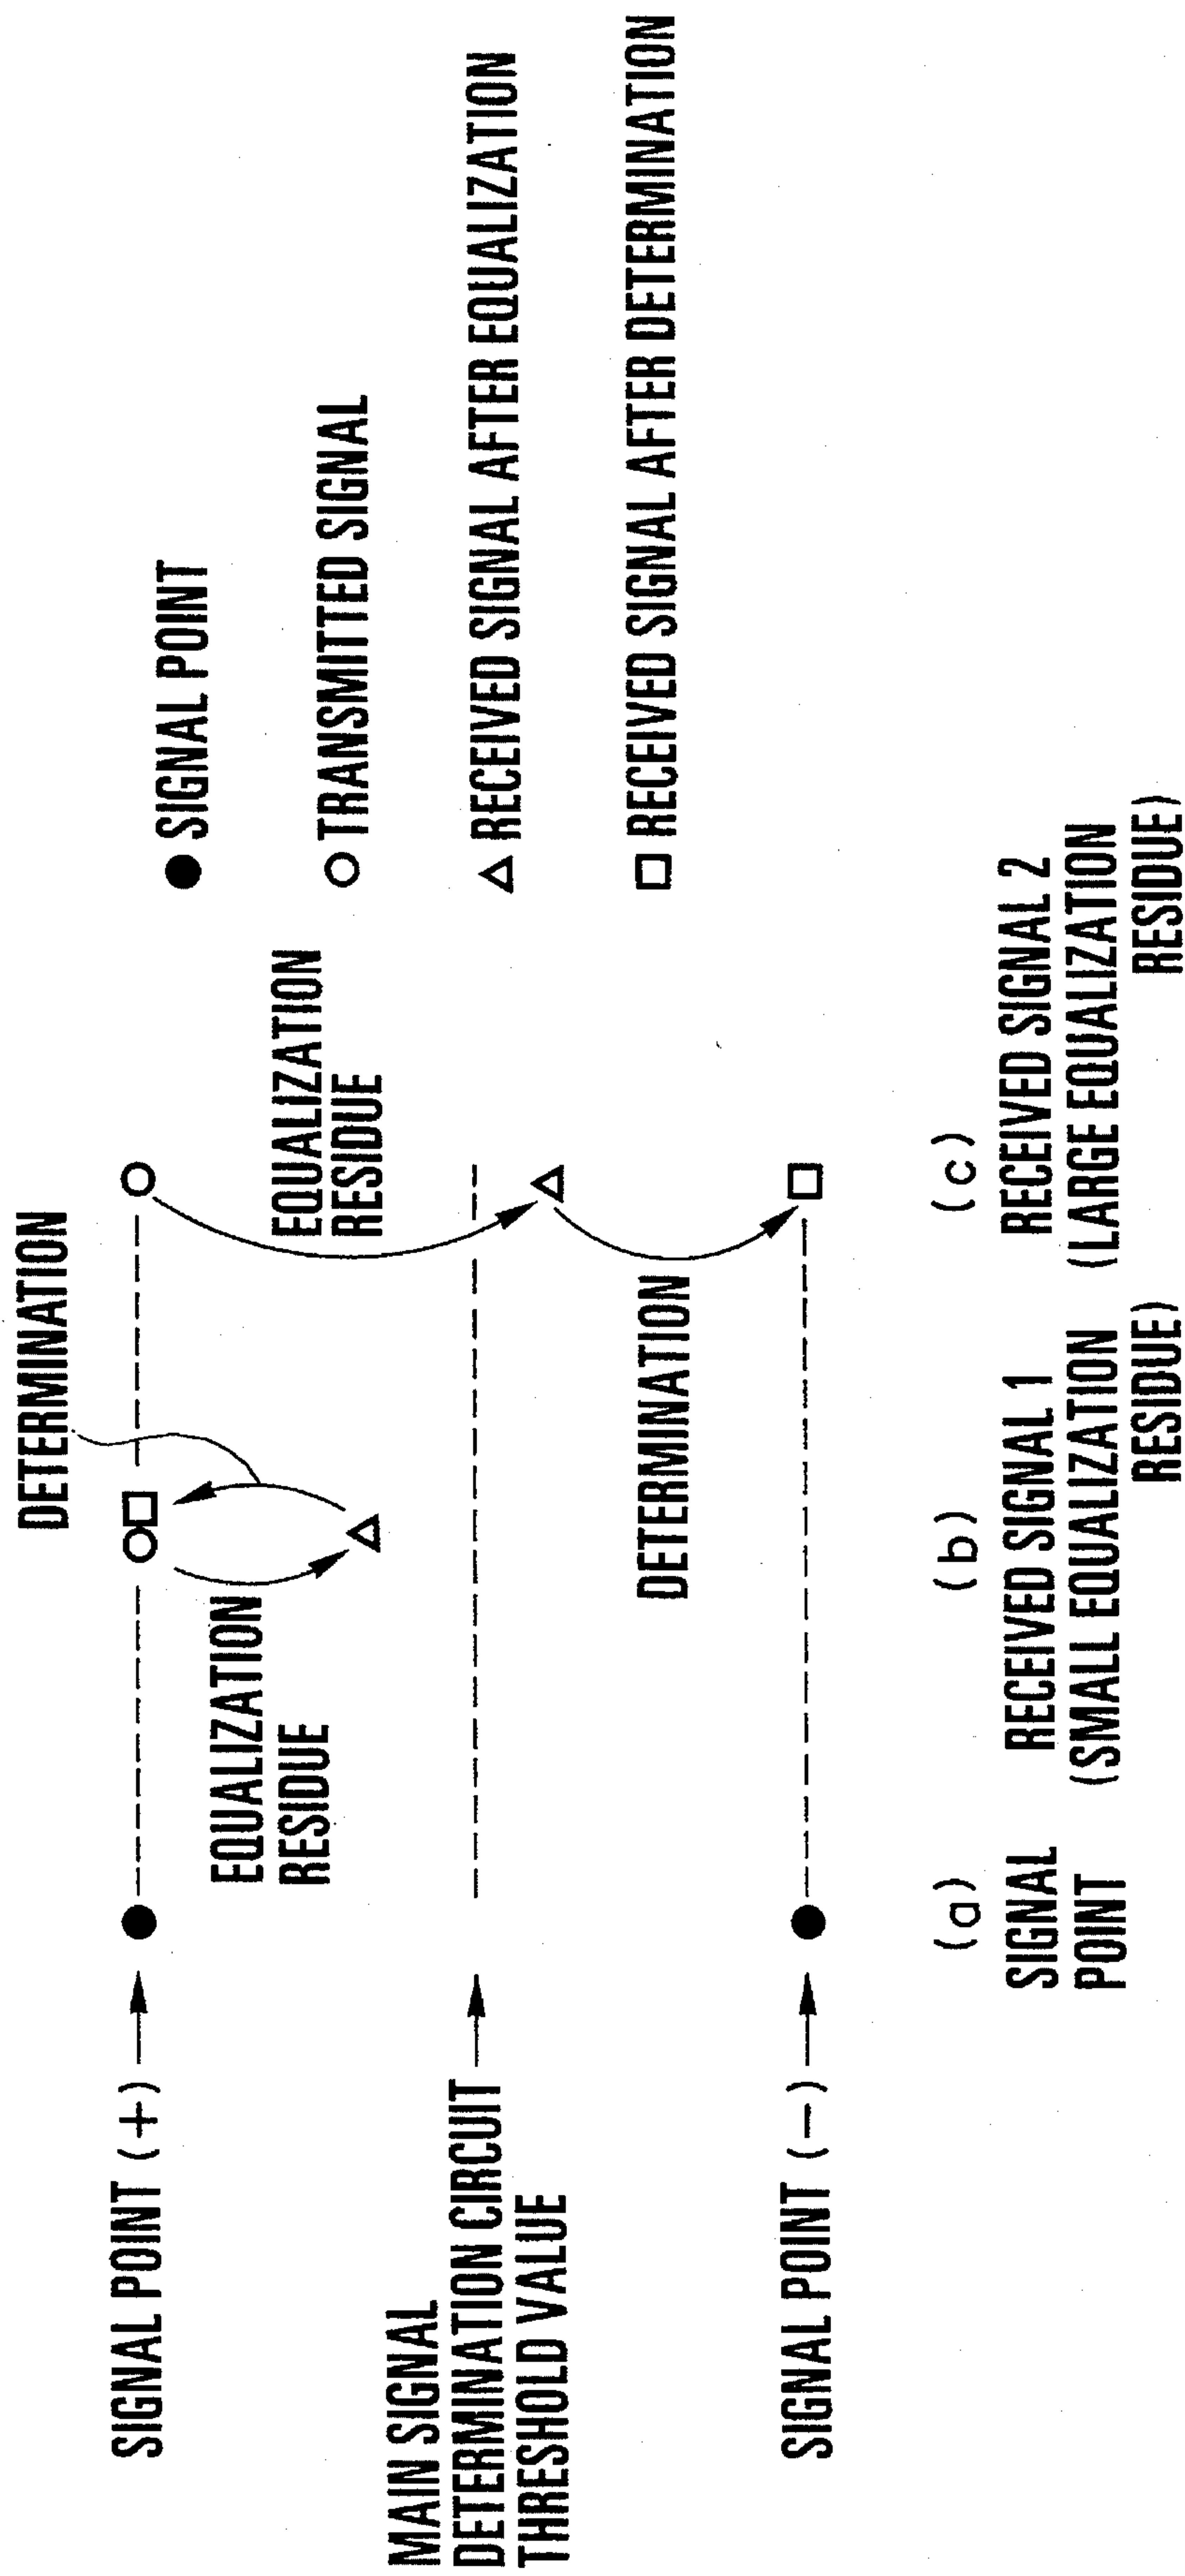 DETERMINATION
SIGNAL POINT (+)
EQUALIZATION
RESIDUE
EQUALIZATION
RESIDUE
MAIN SIGNAL
DETERMINATION CIRCUIT
THRESHOLD VALUE
DETERMINATION
SIGNAL POINT (−)
SIGNAL POINT
TRANSMITTED SIGNAL
RECEIVED SIGNAL AFTER EQUALIZATION
RECEIVED SIGNAL AFTER DETERMINATION
(a)
SIGNAL
POINT
(b)
RECEIVED SIGNAL 1
(SMALL EQUALIZATION
RESIDUE)
(c)
RECEIVED SIGNAL 2
(LARGE EQUALIZATION
RESIDUE)